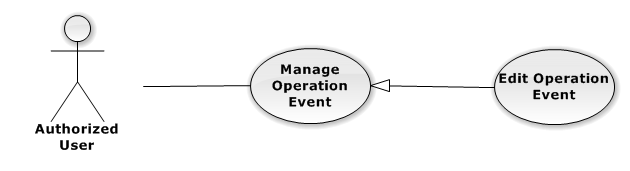 Authorized
User
Manage
Operation
Event
Edit Operation
Event